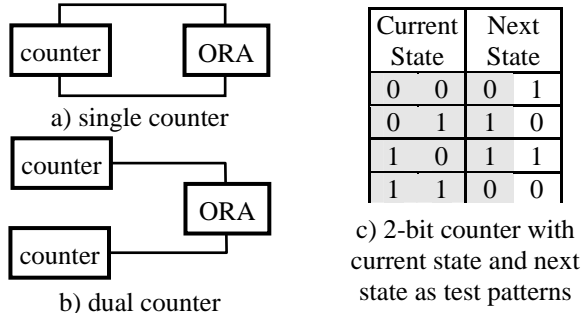 counter ORA
a) single counter
counter
ORA
counter
b) dual counter
Current Next
State State
0 0 0 1
0 1 1 0
1 0 1 1
1 1 0 0
c) 2-bit counter with
current state and next
state as test patterns